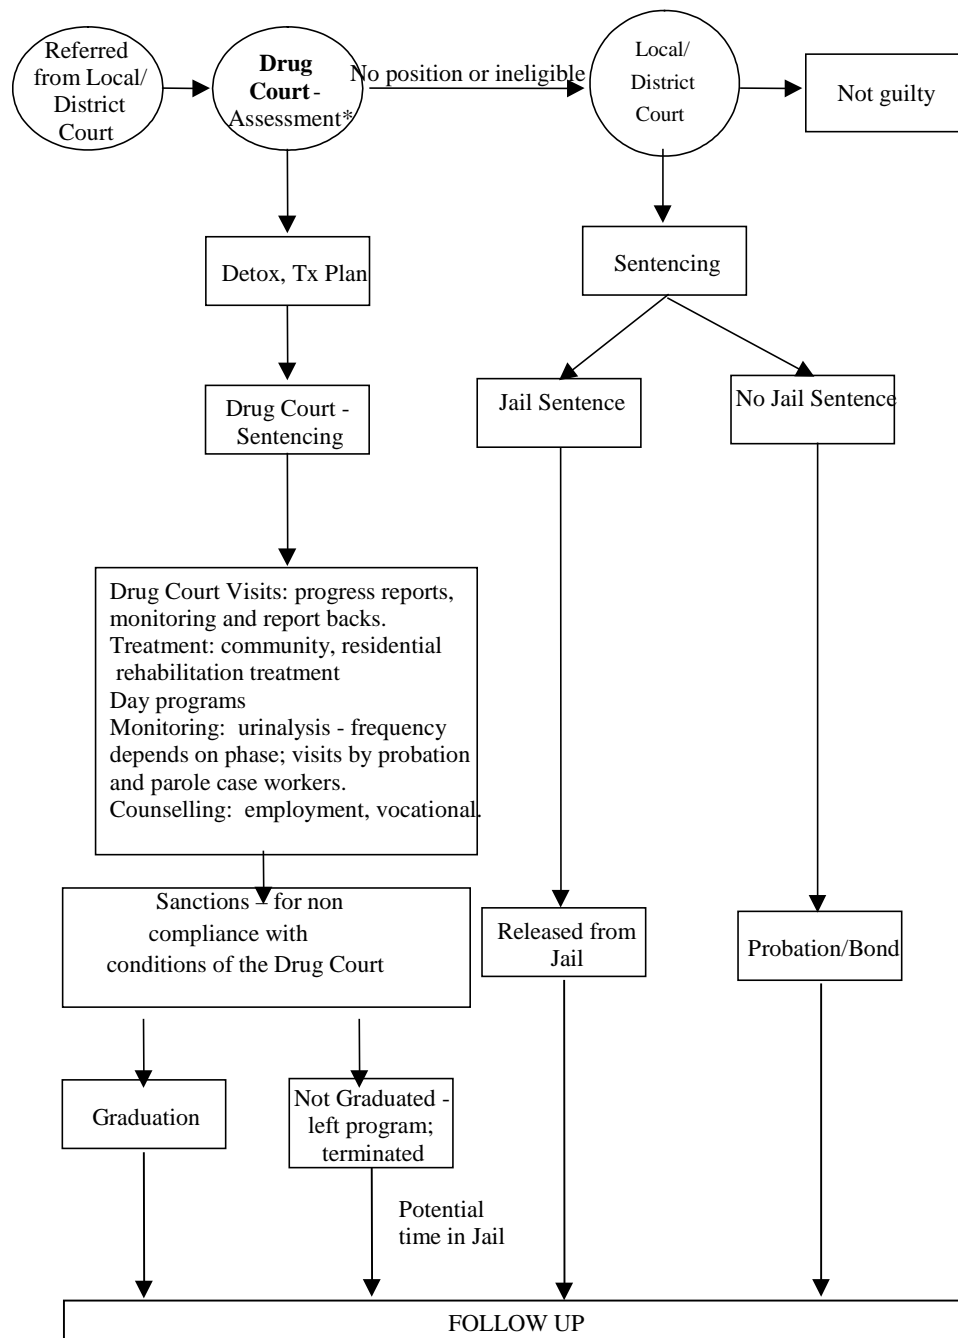 Referred
from Local/
District
Court
Drug
Court -
Assessment*
No position or ineligible
Local/
District
Court
Not guilty
Detox, Tx Plan
Sentencing
Drug Court -
Sentencing
Jail Sentence
No Jail Sentence
Drug Court Visits: progress reports,
monitoring and report backs.
Treatment: community, residential
rehabilitation treatment
Day programs
Monitoring: urinalysis - frequency
depends on phase; visits by probation
and parole case workers.
Counselling: employment, vocational.
Sanctions – for non
compliance with
conditions of the Drug Court
Released from
Jail
Probation/Bond
Graduation
Not Graduated -
left program;
terminated
Potential
time in Jail
FOLLOW UP